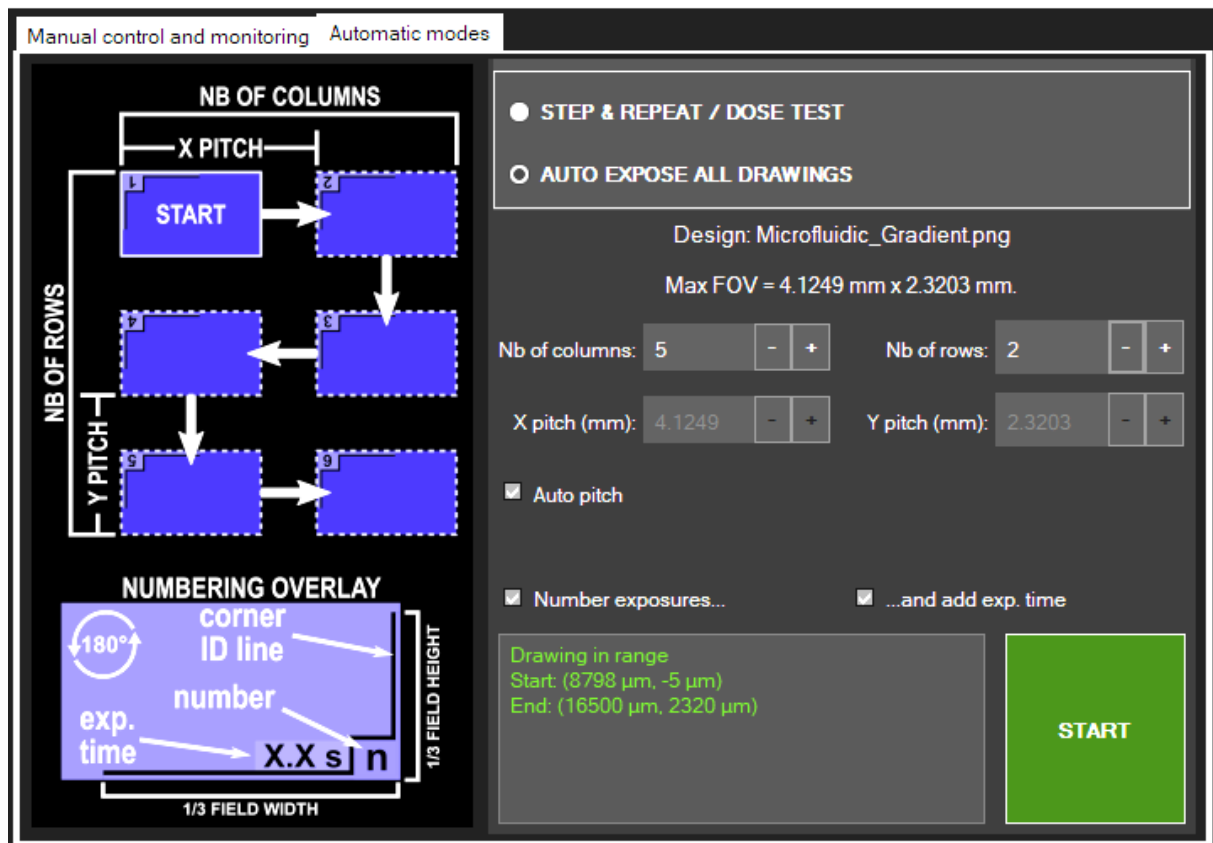 Manual control and monitoring
Automatic modes
NB OF COLUMNS
X PITCH
1
START
2
NB OF ROWS
4
3
Y PITCH
5
6
NUMBERING OVERLAY
180°
corner
ID line
number
exp.
time
X.X s
n
1/3 FIELD HEIGHT
1/3 FIELD WIDTH
STEP & REPEAT / DOSE TEST
AUTO EXPOSE ALL DRAWINGS
Design: Microfluidic_Gradient.png
Max FOV = 4.1249 mm x 2.3203 mm.
Nb of columns: 5 - + Nb of rows: 2 - +
X pitch (mm): 4.1249 - + Y pitch (mm): 2.3203 - +
Auto pitch
Number exposures... ...and add exp. time
Drawing in range
Start: (8798 µm, -5 µm)
End: (16500 µm, 2320 µm)
START